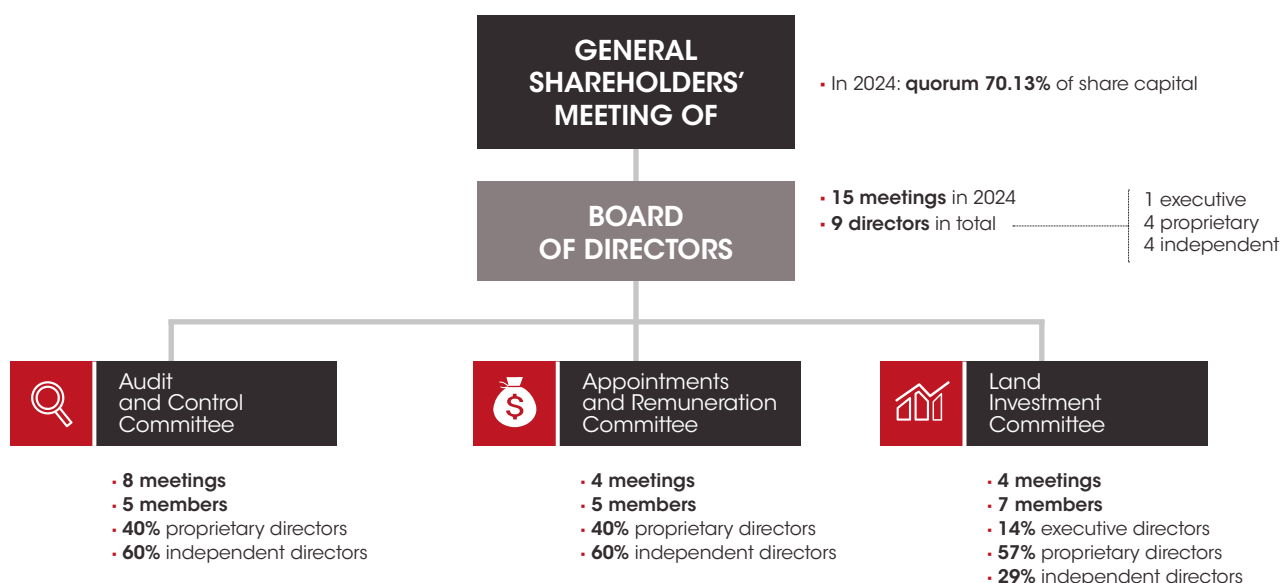 GENERAL
SHAREHOLDERS'
MEETING OF
▪ In 2024: quorum 70.13% of share capital
BOARD
OF DIRECTORS
▪ 15 meetings in 2024
▪ 9 directors in total
1 executive
4 proprietary
4 independent
Audit
and Control
Committee
▪ 8 meetings
▪ 5 members
▪ 40% proprietary directors
▪ 60% independent directors
$
Appointments
and Remuneration
Committee
▪ 4 meetings
▪ 5 members
▪ 40% proprietary directors
▪ 60% independent directors
Land
Investment
Committee
▪ 4 meetings
▪ 7 members
▪ 14% executive directors
▪ 57% proprietary directors
▪ 29% independent directors